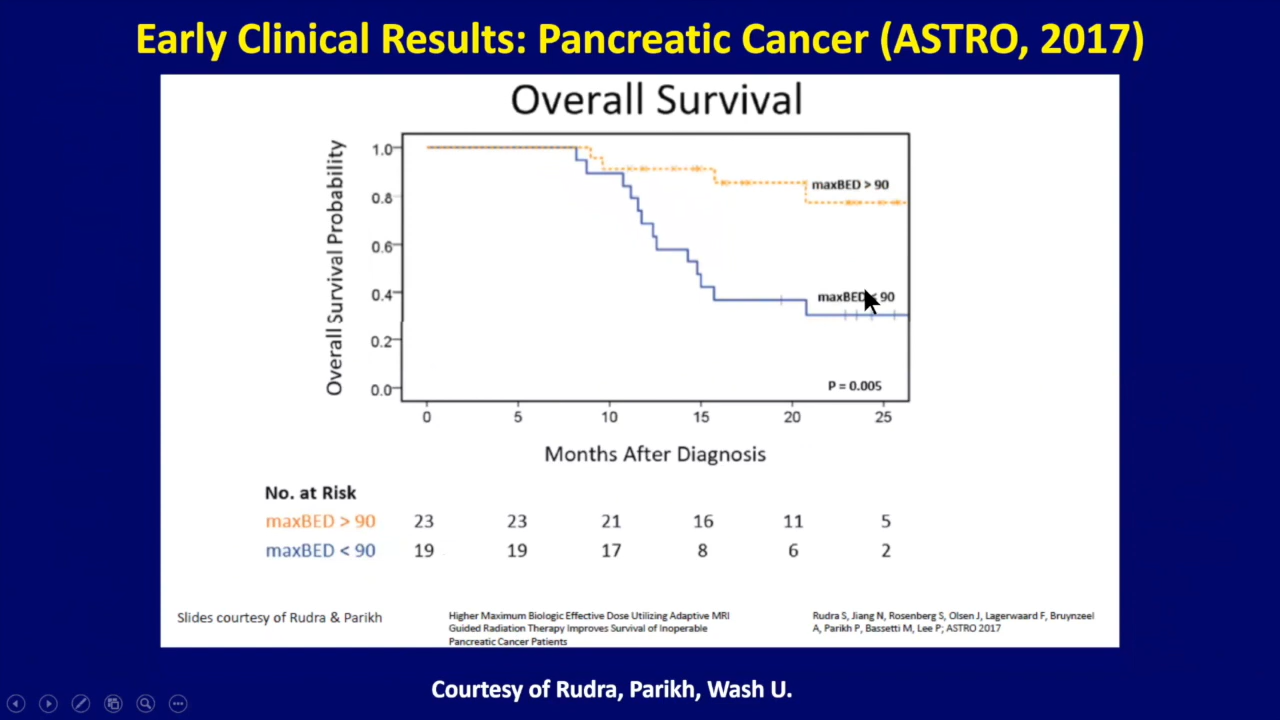 Early Clinical Results: Pancreatic Cancer (ASTRO, 2017)
Overall Survival
Overall Survival Probability
1.0
0.8
0.6
0.4
0.2
0.0
maxBED > 90
maxBED < 90
P = 0.005
0 5 10 15 20 25
Months After Diagnosis
No. at Risk
maxBED > 90 23 23 21 16 11 5
maxBED < 90 19 19 17 8 6 2
Slides courtesy of Rudra & Parikh
Higher Maximum Biologic Effective Dose Utilizing Adaptive MRI
Guided Radiation Therapy Improves Survival of Inoperable
Pancreatic Cancer Patients
Rudra S, Jiang N, Rosenberg S, Olsen J, Lagerwaard F, Bruynzeel
A, Parikh P, Bassetti M, Lee P; ASTRO 2017
Courtesy of Rudra, Parikh, Wash U.